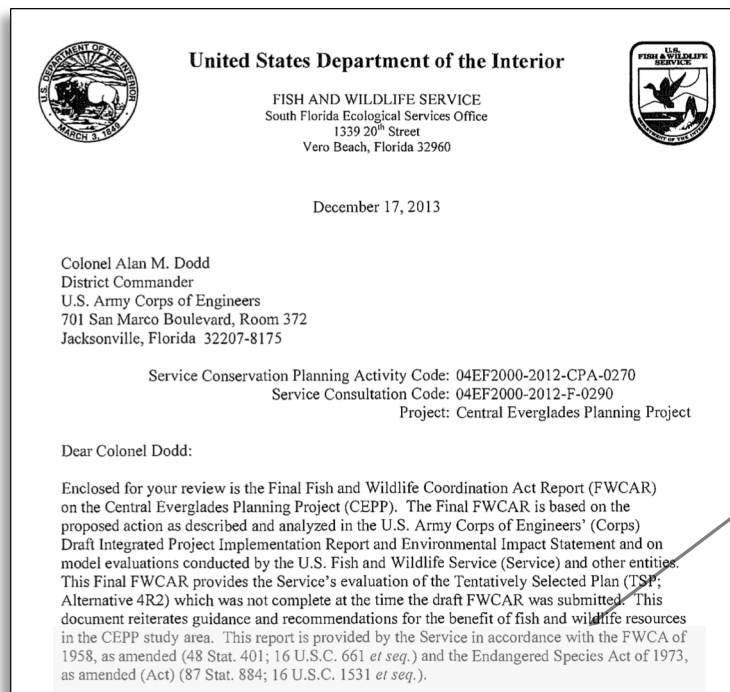 U.S. DEPARTMENT OF THE INTERIOR
MARCH 3, 1849
United States Department of the Interior
U.S.
FISH & WILDLIFE
SERVICE
DEPARTMENT OF THE INTERIOR
FISH AND WILDLIFE SERVICE
South Florida Ecological Services Office
1339 20th Street
Vero Beach, Florida 32960
December 17, 2013
Colonel Alan M. Dodd
District Commander
U.S. Army Corps of Engineers
701 San Marco Boulevard, Room 372
Jacksonville, Florida 32207-8175
Service Conservation Planning Activity Code: 04EF2000-2012-CPA-0270
Service Consultation Code: 04EF2000-2012-F-0290
Project: Central Everglades Planning Project
Dear Colonel Dodd:
Enclosed for your review is the Final Fish and Wildlife Coordination Act Report (FWCAR)
on the Central Everglades Planning Project (CEPP). The Final FWCAR is based on the
proposed action as described and analyzed in the U.S. Army Corps of Engineers' (Corps)
Draft Integrated Project Implementation Report and Environmental Impact Statement and on
model evaluations conducted by the U.S. Fish and Wildlife Service (Service) and other entities.
This Final FWCAR provides the Service's evaluation of the Tentatively Selected Plan (TSP;
Alternative 4R2) which was not complete at the time the draft FWCAR was submitted. This
document reiterates guidance and recommendations for the benefit of fish and wildlife resources
in the CEPP study area. This report is provided by the Service in accordance with the FWCA of
1958, as amended (48 Stat. 401; 16 U.S.C. 661 et seq.) and the Endangered Species Act of 1973,
as amended (Act) (87 Stat. 884; 16 U.S.C. 1531 et seq.).